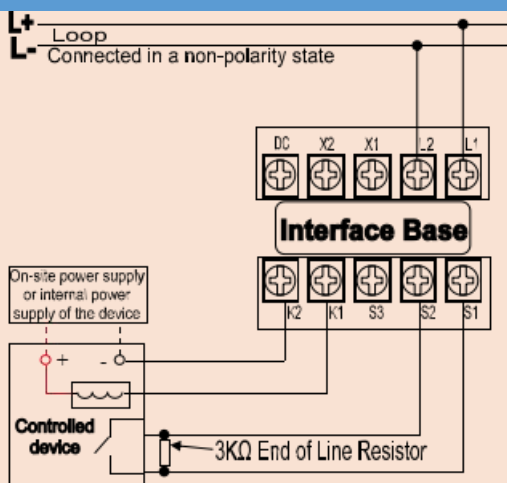 L+
Loop
L-
Connected in a non-polarity state
DC X2 X1 L2 L1
Interface Base
K2 K1 S3 S2 S1
On-site power supply
or internal power
supply of the device
+ -
Controlled
device
3KΩ End of Line Resistor